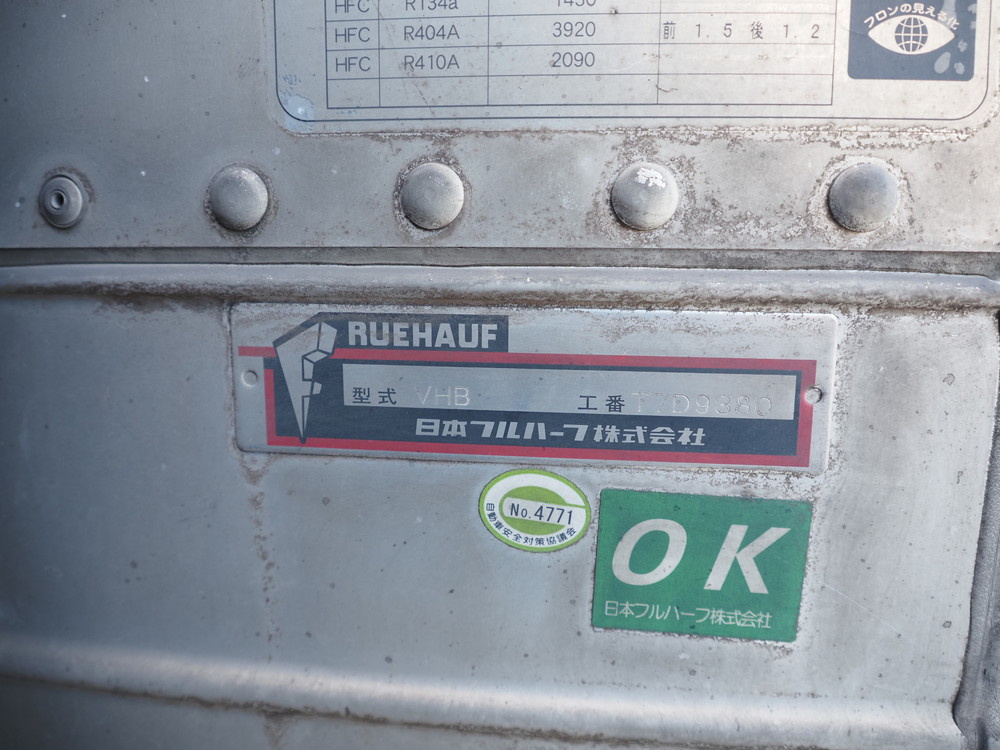 HFC R134a 1430
HFC R404A 3920 前 1.5 後 1.2
HFC R410A 2090
フロンの見える化
RUEHAUF
型式 VHB 工番
日本フルハーフ株式会社
No.4771
自動車安全対策協議会
OK
日本フルハーフ株式会社